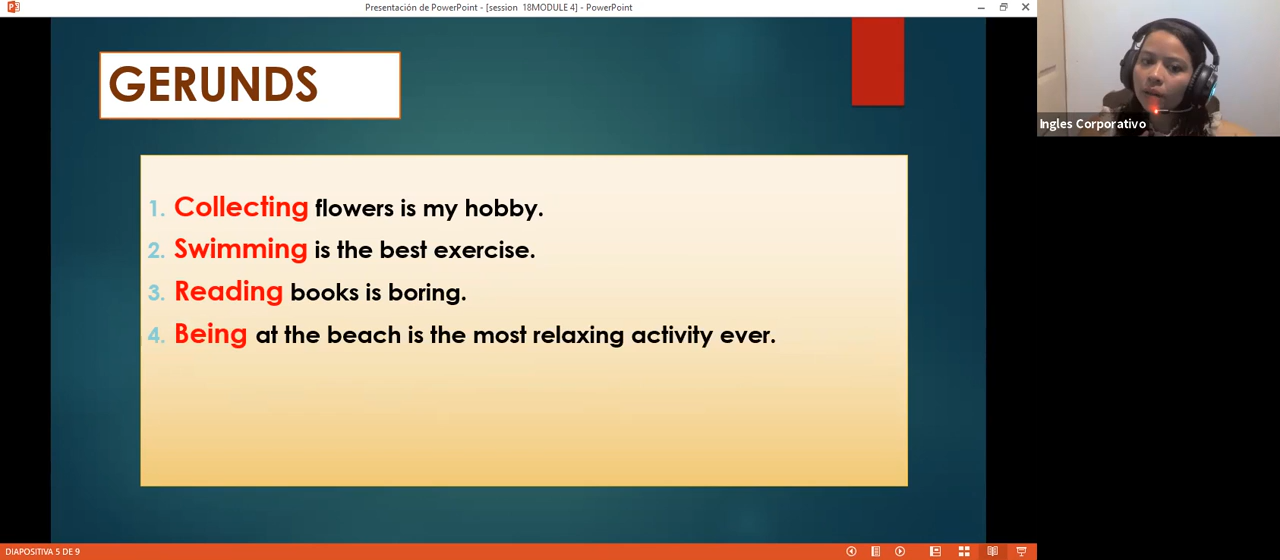 Presentación de PowerPoint - [session 18MODULE 4] - PowerPoint
GERUNDS
1. Collecting flowers is my hobby.
2. Swimming is the best exercise.
3. Reading books is boring.
4. Being at the beach is the most relaxing activity ever.
Ingles Corporativo
DIAPOSITIVA 5 DE 9